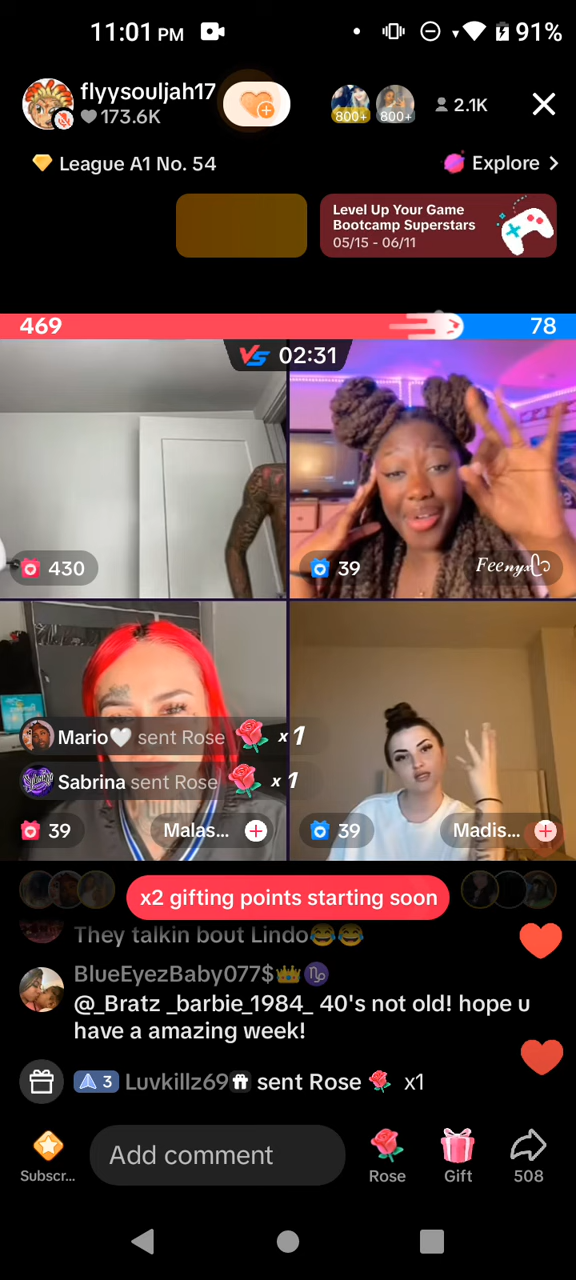 11:01 PM
91%
flyysouljah17
173.6K
800+
800+
2.1K
League A1 No. 54
Explore >
Level Up Your Game
Bootcamp Superstars
05/15 - 06/11
469
78
VS 02:31
430
39
Feenyx
Mario🤍 sent Rose x1
Sabrina sent Rose x1
39
Malas...
39
Madis...
x2 gifting points starting soon
They talkin bout Lindo😂😂
BlueEyezBaby077$👑♑
@_Bratz _barbie_1984_ 40's not old! hope u
have a amazing week!
3 Luvkillz69 sent Rose x1
Add comment
Subscr...
Rose
Gift
508